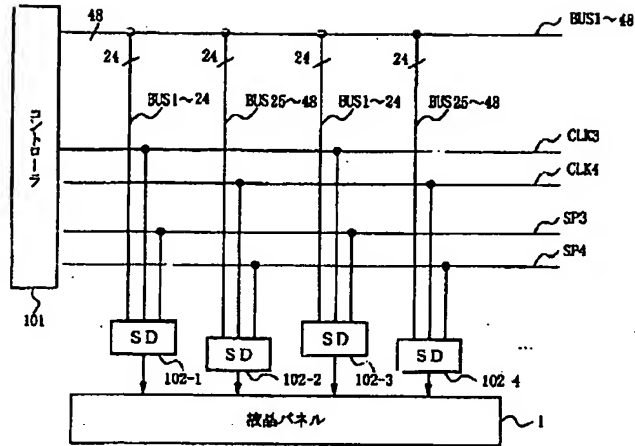 48
BUS1~48
24
24
24
24
BUS1~24
BUS25~48
BUS1~24
BUS25~48
コントローラ
CLK3
CLK4
SP3
SP4
101
SD
SD
SD
SD
102-1
102-2
102-3
102-4
…
液晶パネル
1